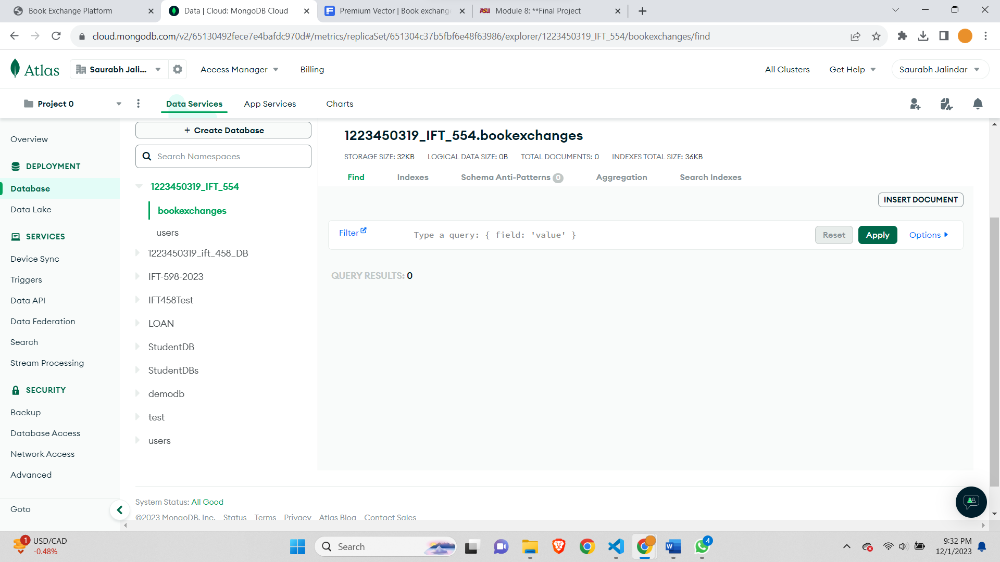 Book Exchange Platform
Data | Cloud: MongoDB Cloud
Premium Vector | Book exchang
ASU Module 8: **Final Project
cloud.mongodb.com/v2/65130492fece7e4bafdc970d#/metrics/replicaSet/651304c37b5fbf6e48f63986/explorer/1223450319_IFT_554/bookexchanges/find
Atlas
Saurabh Jali...
Access Manager
Billing
All Clusters
Get Help
Saurabh Jalindar
Project 0
Data Services
App Services
Charts
Overview
DEPLOYMENT
Database
Data Lake
SERVICES
Device Sync
Triggers
Data API
Data Federation
Search
Stream Processing
SECURITY
Backup
Database Access
Network Access
Advanced
Goto
+ Create Database
Search Namespaces
1223450319_IFT_554
bookexchanges
users
1223450319_ift_458_DB
IFT-598-2023
IFT458Test
LOAN
StudentDB
StudentDBs
demodb
test
users
1223450319_IFT_554.bookexchanges
STORAGE SIZE: 32KB LOGICAL DATA SIZE: 0B TOTAL DOCUMENTS: 0 INDEXES TOTAL SIZE: 36KB
Find
Indexes
Schema Anti-Patterns 0
Aggregation
Search Indexes
INSERT DOCUMENT
Filter
Type a query: { field: 'value' }
Reset
Apply
Options
QUERY RESULTS: 0
System Status: All Good
©2023 MongoDB, Inc. Status Terms Privacy Atlas Blog Contact Sales
1
USD/CAD
-0.48%
Search
W
4
9:32 PM
12/1/2023